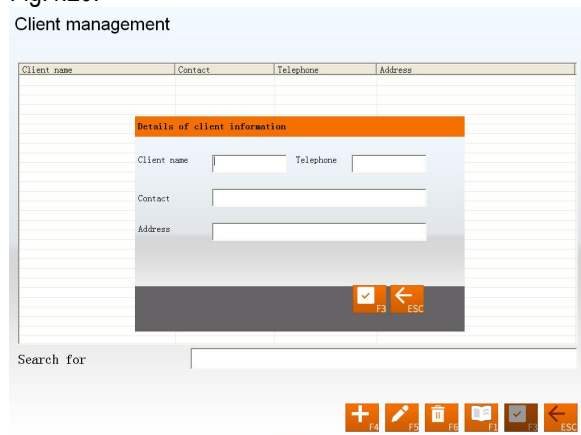 Client management
Client name Contact Telephone Address
Details of client information
Client name Telephone
Contact
Address
F3 ESC
Search for
F4 F5 F6 F1 F3 ESC